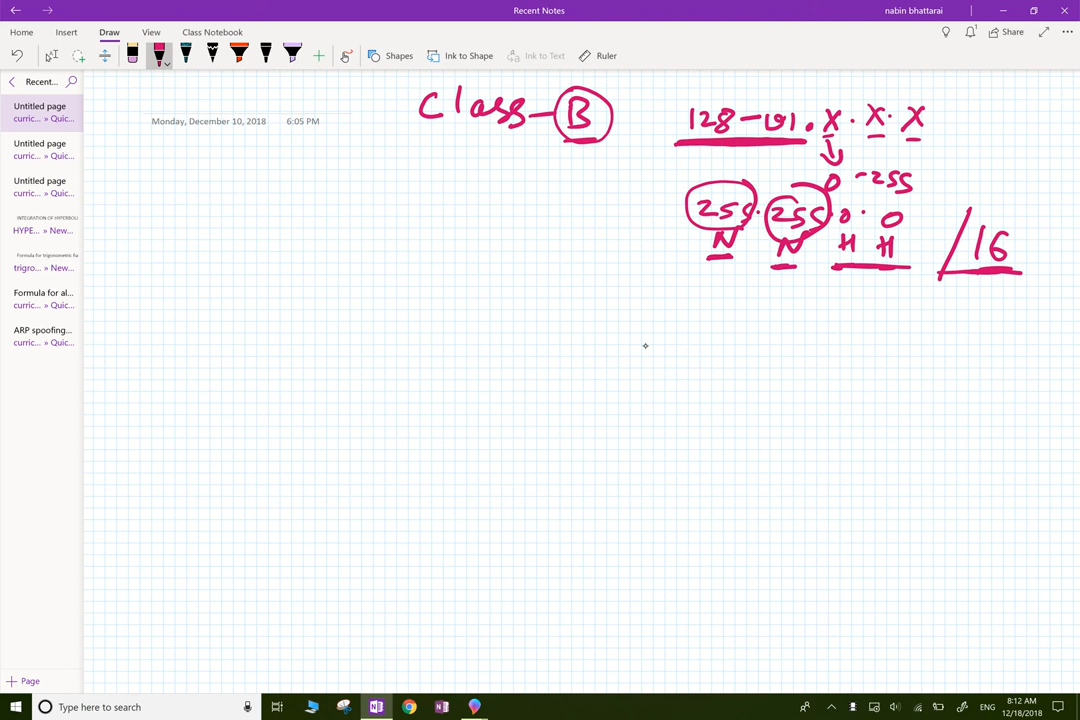 Recent Notes
nabin bhattarai
Home Insert Draw View Class Notebook
Share
Shapes Ink to Shape Ink to Text Ruler
Recent...
Untitled page
curric... » Quic...
Untitled page
curric... » Quic...
Untitled page
curric... » Quic...
INTEGRATION OF HYPERBOL
HYPE... » New...
Formula for trigonometric fu
trigro... » New...
Formula for al...
curric... » Quic...
ARP spoofing...
curric... » Quic...
Page
Monday, December 10, 2018 6:05 PM
Class - B
128 - 191 . X . X . X
0 - 255
255 . 255 . 0 . 0
N N H H /16
Type here to search
ENG
8:12 AM
12/18/2018